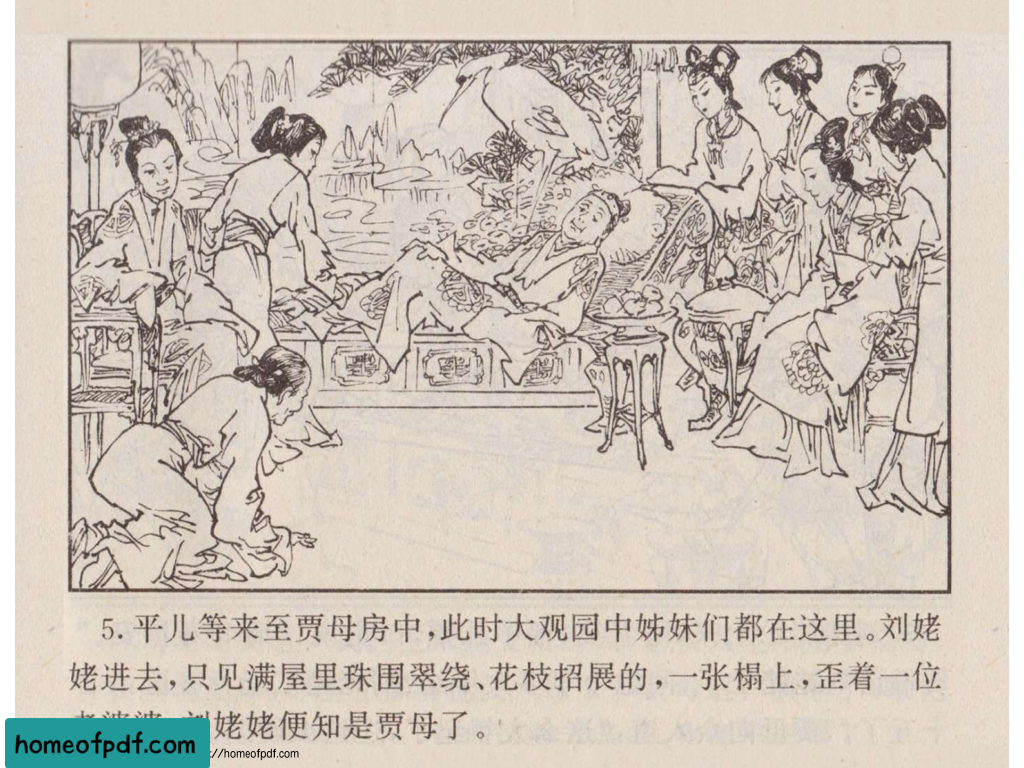 5. 平儿等来至贾母房中,此时大观园中姊妹们都在这里。刘姥
姥进去,只见满屋里珠围翠绕、花枝招展的,一张榻上,歪着一位
刘姥姥便知是贾母了。
homeofpdf.com
//homeofpdf.com